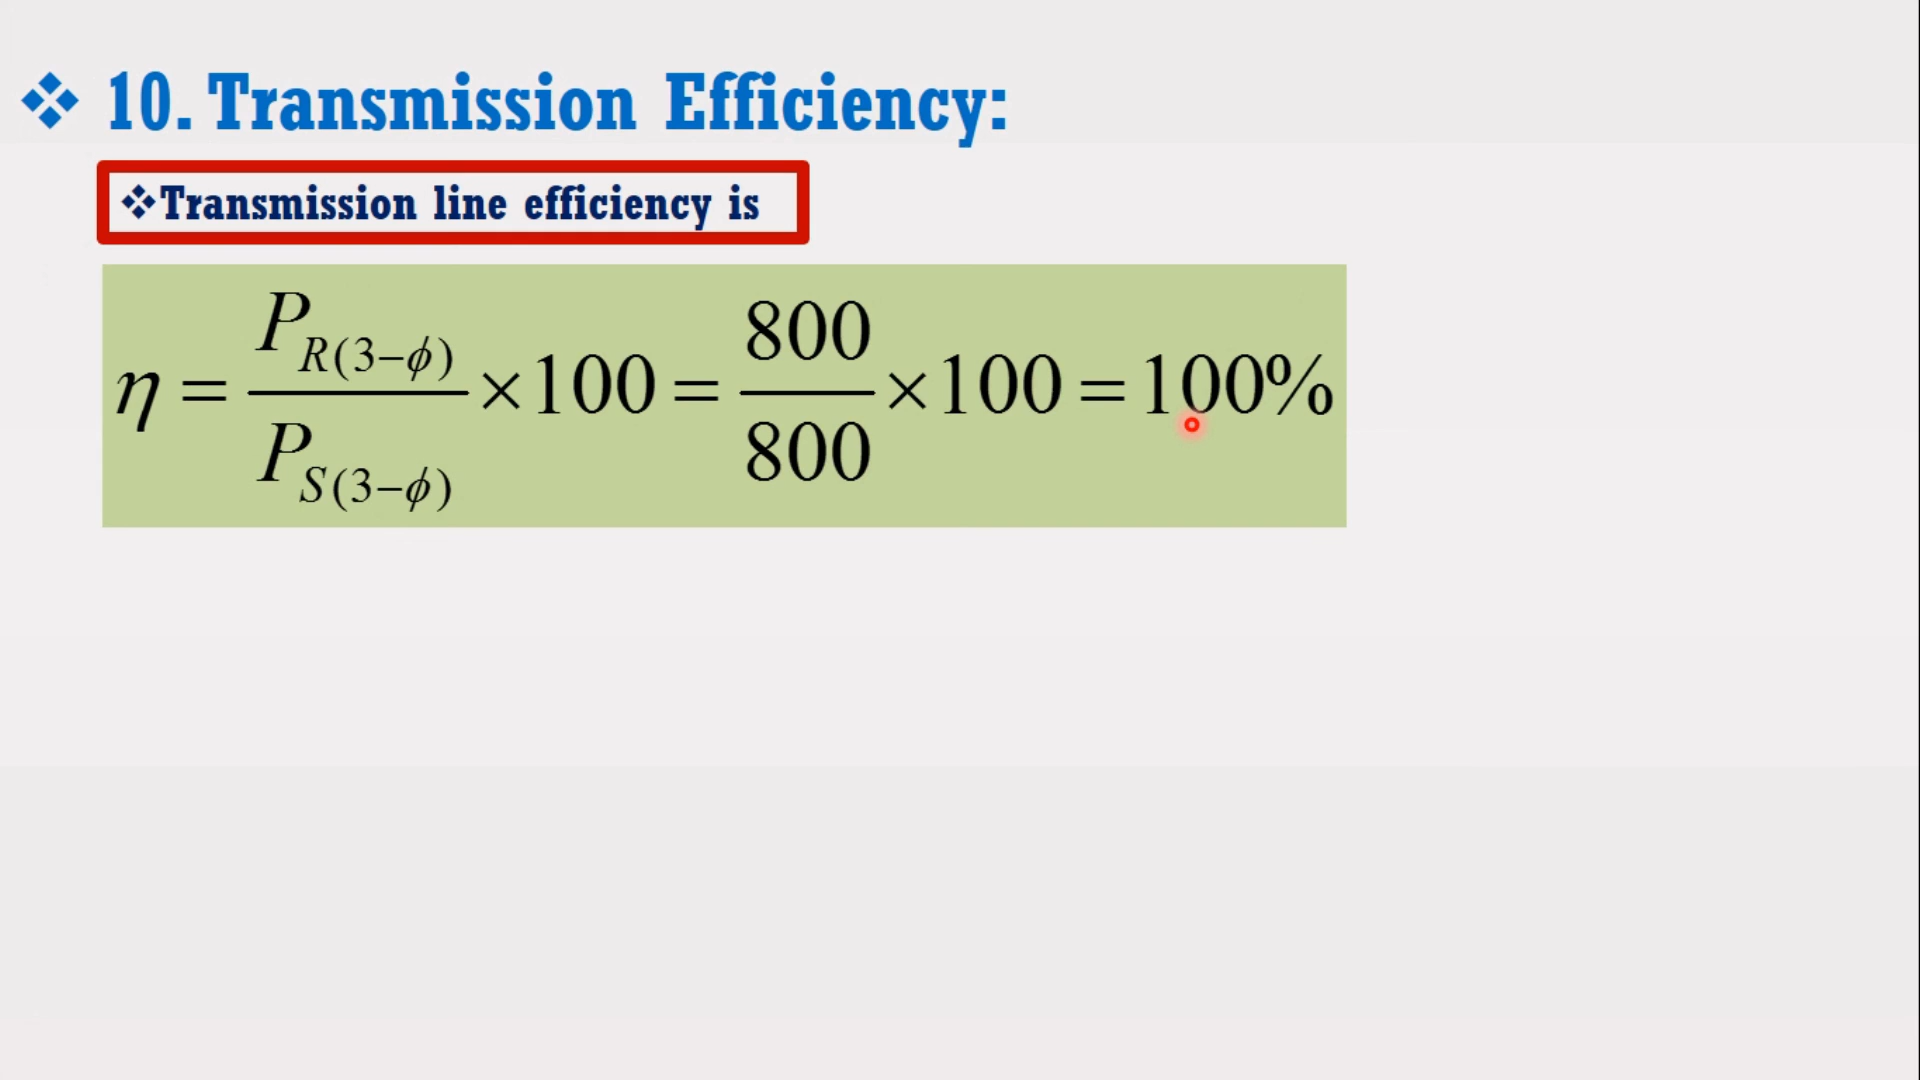 ❖ 10. Transmission Efficiency:
❖Transmission line efficiency is
η = P_R(3−ϕ) / P_S(3−ϕ) ×100 = 800 / 800 ×100 = 100%